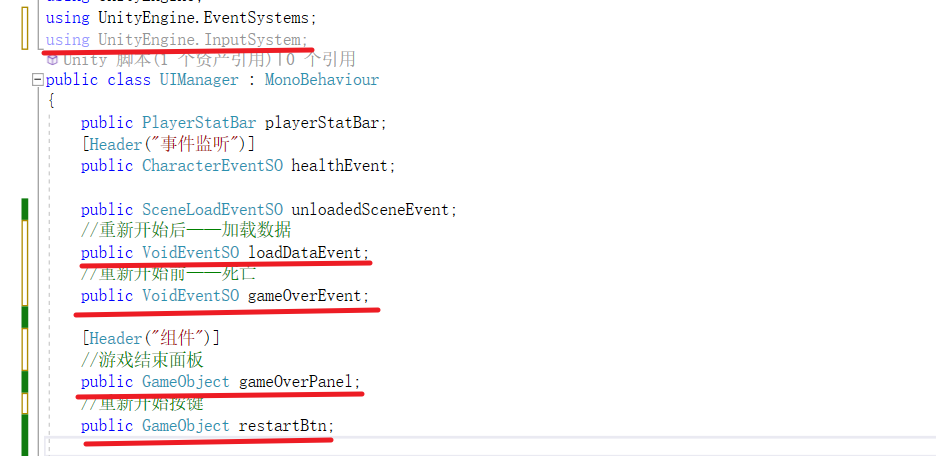 using UnityEngine.EventSystems;
using UnityEngine.InputSystem;
Unity 脚本(1 个资产引用)|0 个引用
public class UIManager : MonoBehaviour
{
public PlayerStatBar playerStatBar;
[Header("事件监听")]
public CharacterEventSO healthEvent;
public SceneLoadEventSO unloadedSceneEvent;
//重新开始后——加载数据
public VoidEventSO loadDataEvent;
//重新开始前——死亡
public VoidEventSO gameOverEvent;
[Header("组件")]
//游戏结束面板
public GameObject gameOverPanel;
//重新开始按键
public GameObject restartBtn;